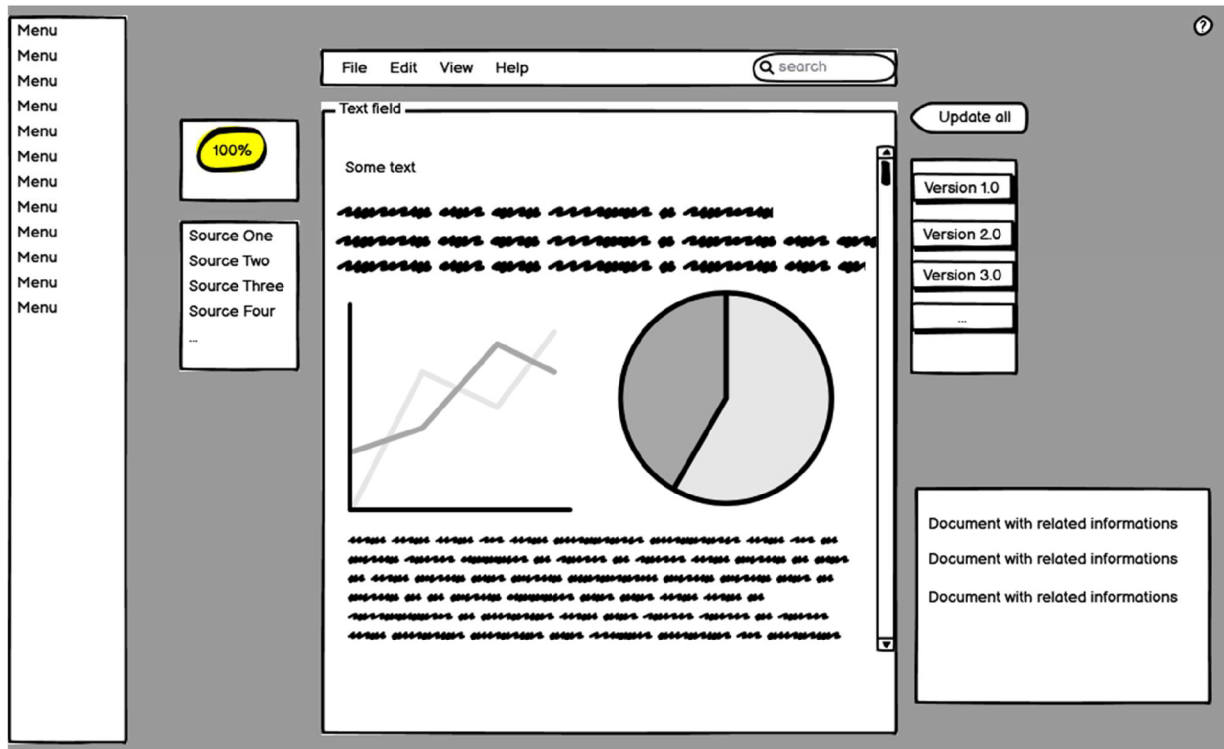 Menu
Menu
Menu
Menu
Menu
Menu
Menu
Menu
Menu
Menu
Menu
Menu
100%
Source One
Source Two
Source Three
Source Four
...
File Edit View Help search
Text field
Some text
?
Update all
Version 1.0
Version 2.0
Version 3.0
...
Document with related informations
Document with related informations
Document with related informations